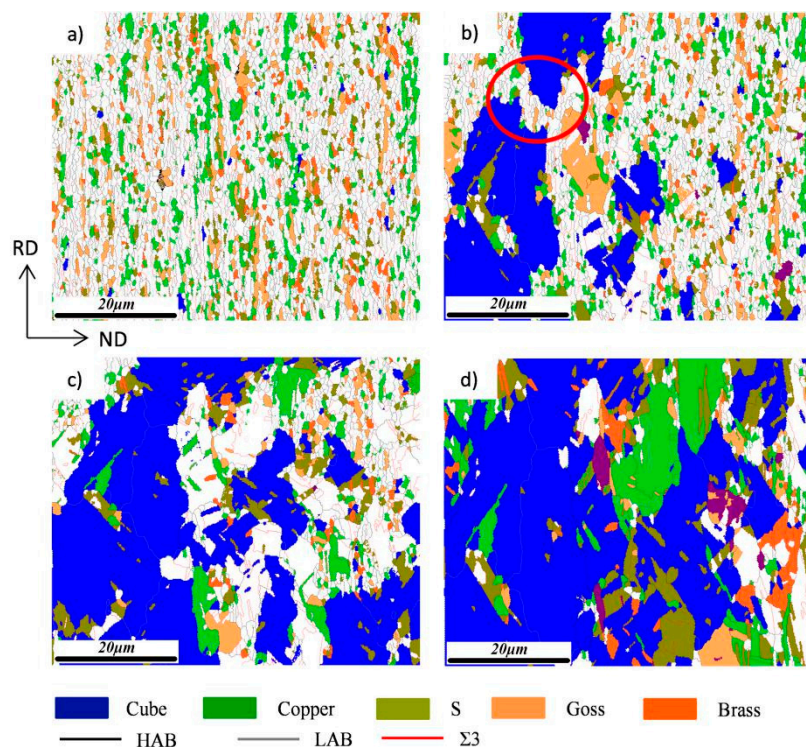 a)
b)
20μm
20μm
RD
ND
c)
d)
20μm
20μm
Cube Copper S Goss Brass
HAB LAB Σ3